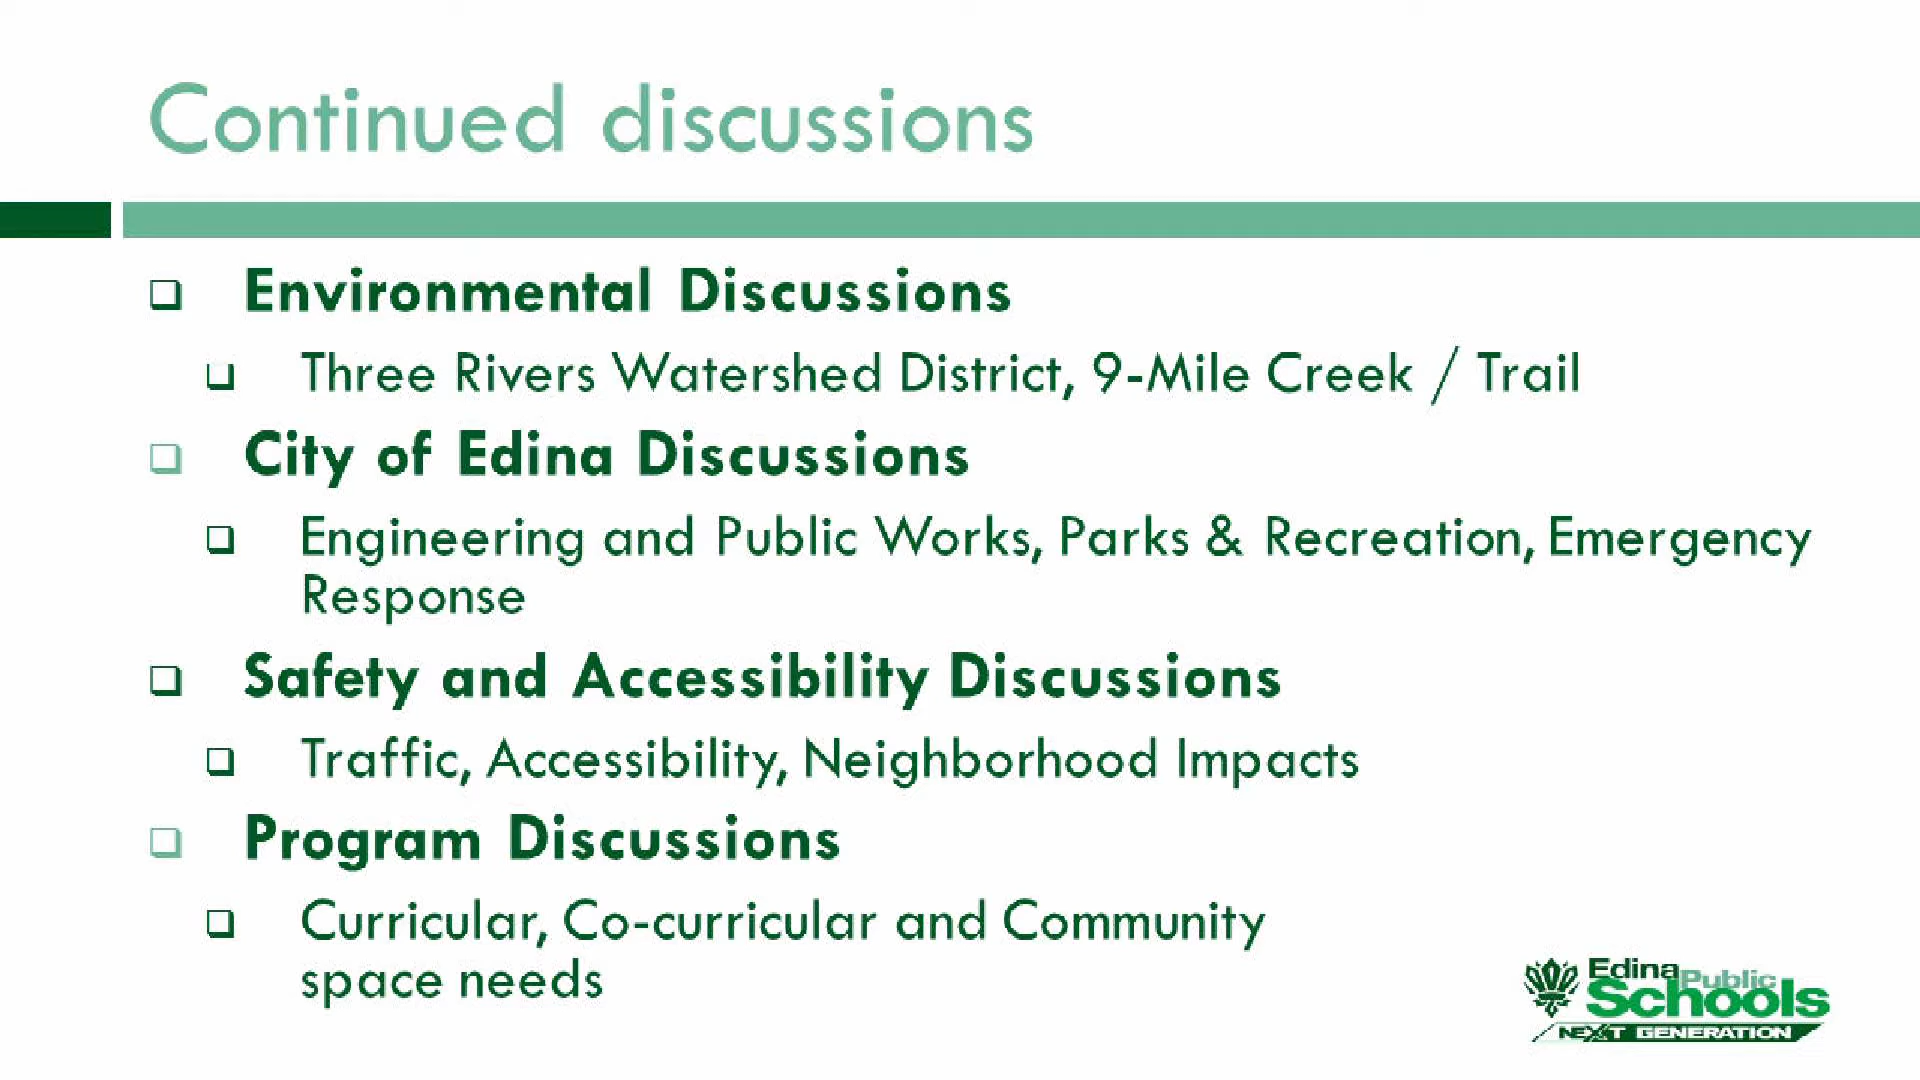 Continued discussions
Environmental Discussions
Three Rivers Watershed District, 9-Mile Creek / Trail
City of Edina Discussions
Engineering and Public Works, Parks & Recreation, Emergency
Response
Safety and Accessibility Discussions
Traffic, Accessibility, Neighborhood Impacts
Program Discussions
Curricular, Co-curricular and Community
space needs
Edina Public
Schools
NEXT GENERATION